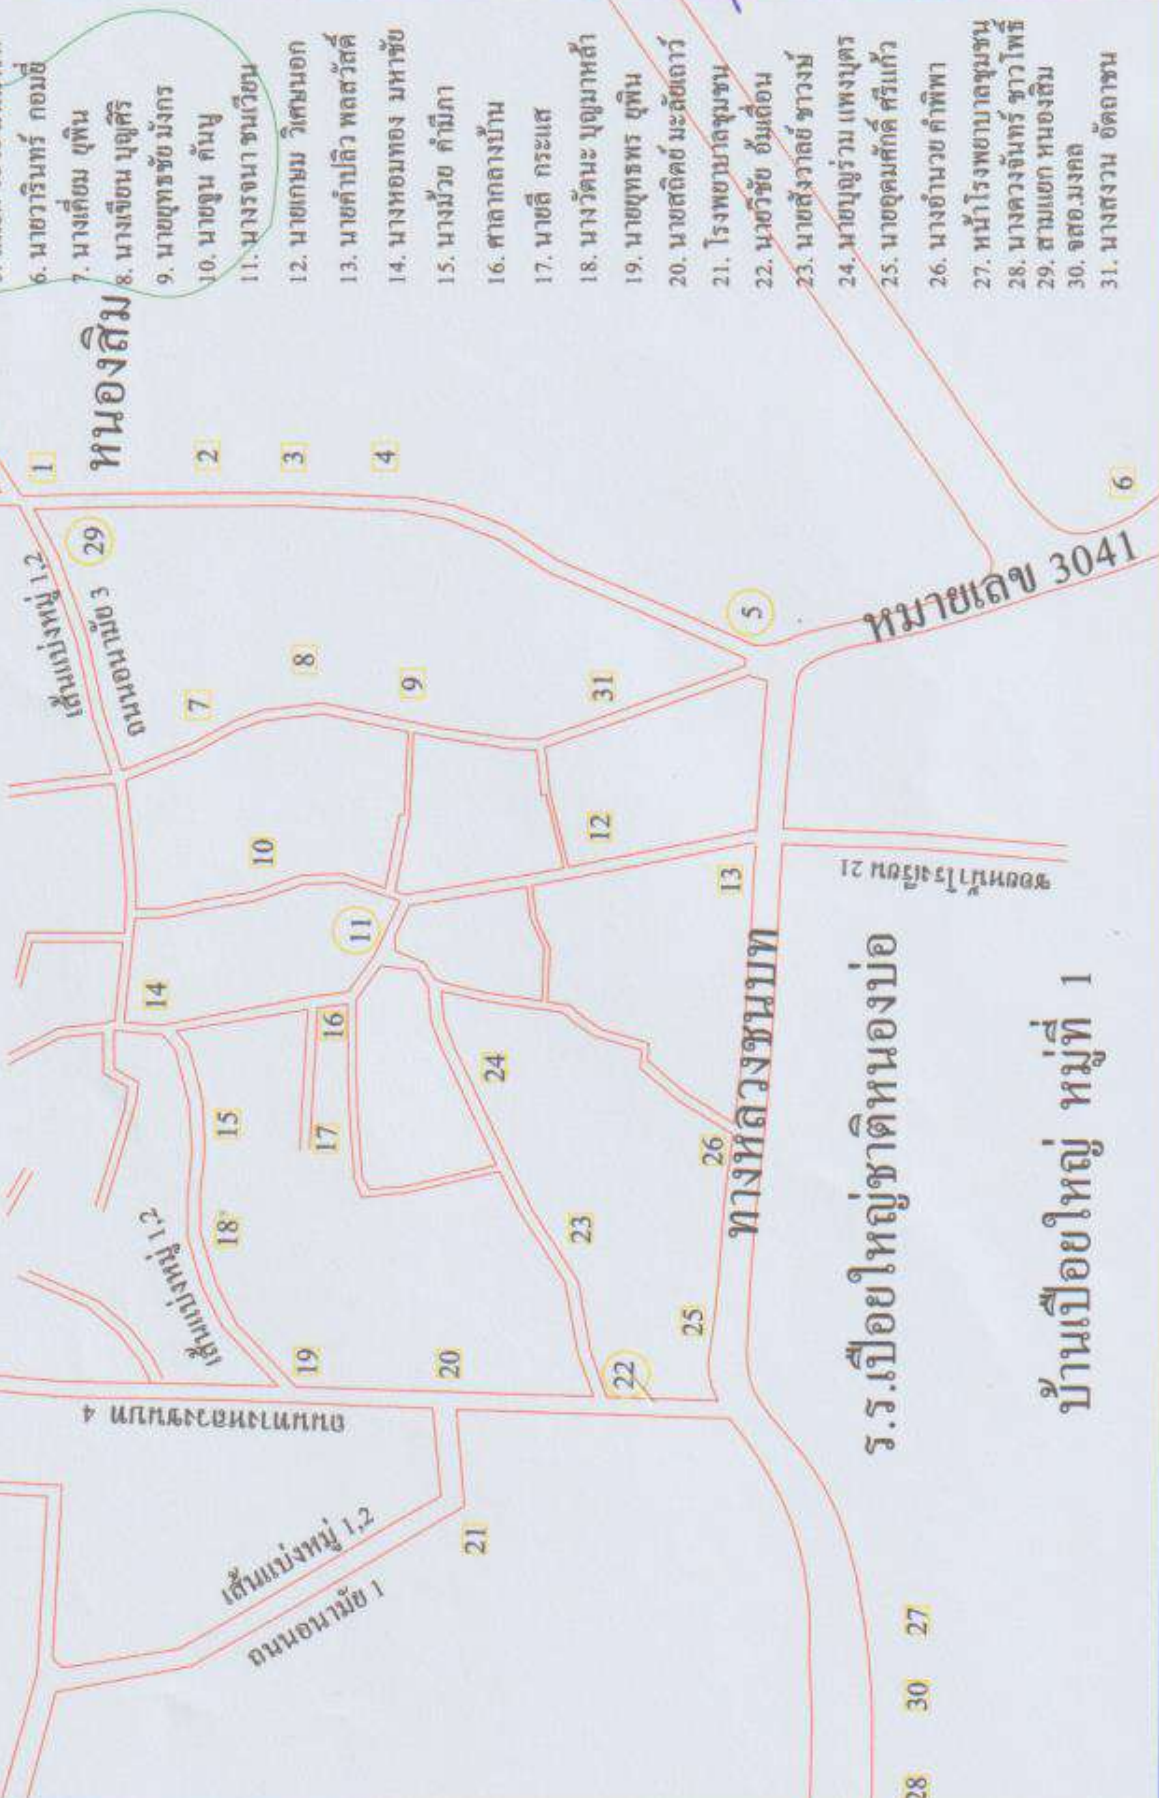 6. นายวารินทร์ กอมขี
7. นางเคี่ยม ยุพิน
8. นางเขียน บุญศิริ
9. นายยุทธชัย มังกร
10. นายจูน คันภู
11. นางรจนา ชนเวียน
12. นายเกษม วิเศษนอก
13. นายคำปลิว พลสวัสดิ์
14. นางหอมทอง มหาชัย
15. นางม้วย คำมีภา
16. ศาลากลางบ้าน
17. นายลี กระแส
18. นางวัฒนะ บุญมาหล้า
19. นายยุทธพร ยุพิน
20. นายสถิตย์ มะลัยเถาว์
21. โรงพยาบาลชุมชน
22. นายวิชัย อิ่มเถื่อน
23. นายสังวาลย์ ชาวงษ์
24. นายบุญร่วม แพงบุตร
25. นายอุดมศักดิ์ ศรีแก้ว
26. นางอำนวย คำพิพา
27. หน้าโรงพยาบาลชุมชน
28. นางดวงจันทร์ ชาวโพธิ์
29. สามแยก หนองสิม
30. จสอ.มงคล
31. นางสงวน อัตถาชน
หนองสิม
1
2
3
4
5
6
29
เส้นแบ่งหมู่ 1,2
ถนนอนามัย 3
7
8
9
31
หมายเลข 3041
10
11
12
13
ซอยหน้าโรงเรียน 21
14
15
16
17
18
24
23
26
25
22
19
20
21
เส้นแบ่งหมู่ 1,2
ถนนทางหลวงชนบท 4
ทางหลวงชนบท
เส้นแบ่งหมู่ 1,2
ถนนอนามัย 1
28
30
27
ร.ร.เปือยใหญ่ชาติหนองบ่อ
บ้านเปือยใหญ่ หมู่ที่ 1